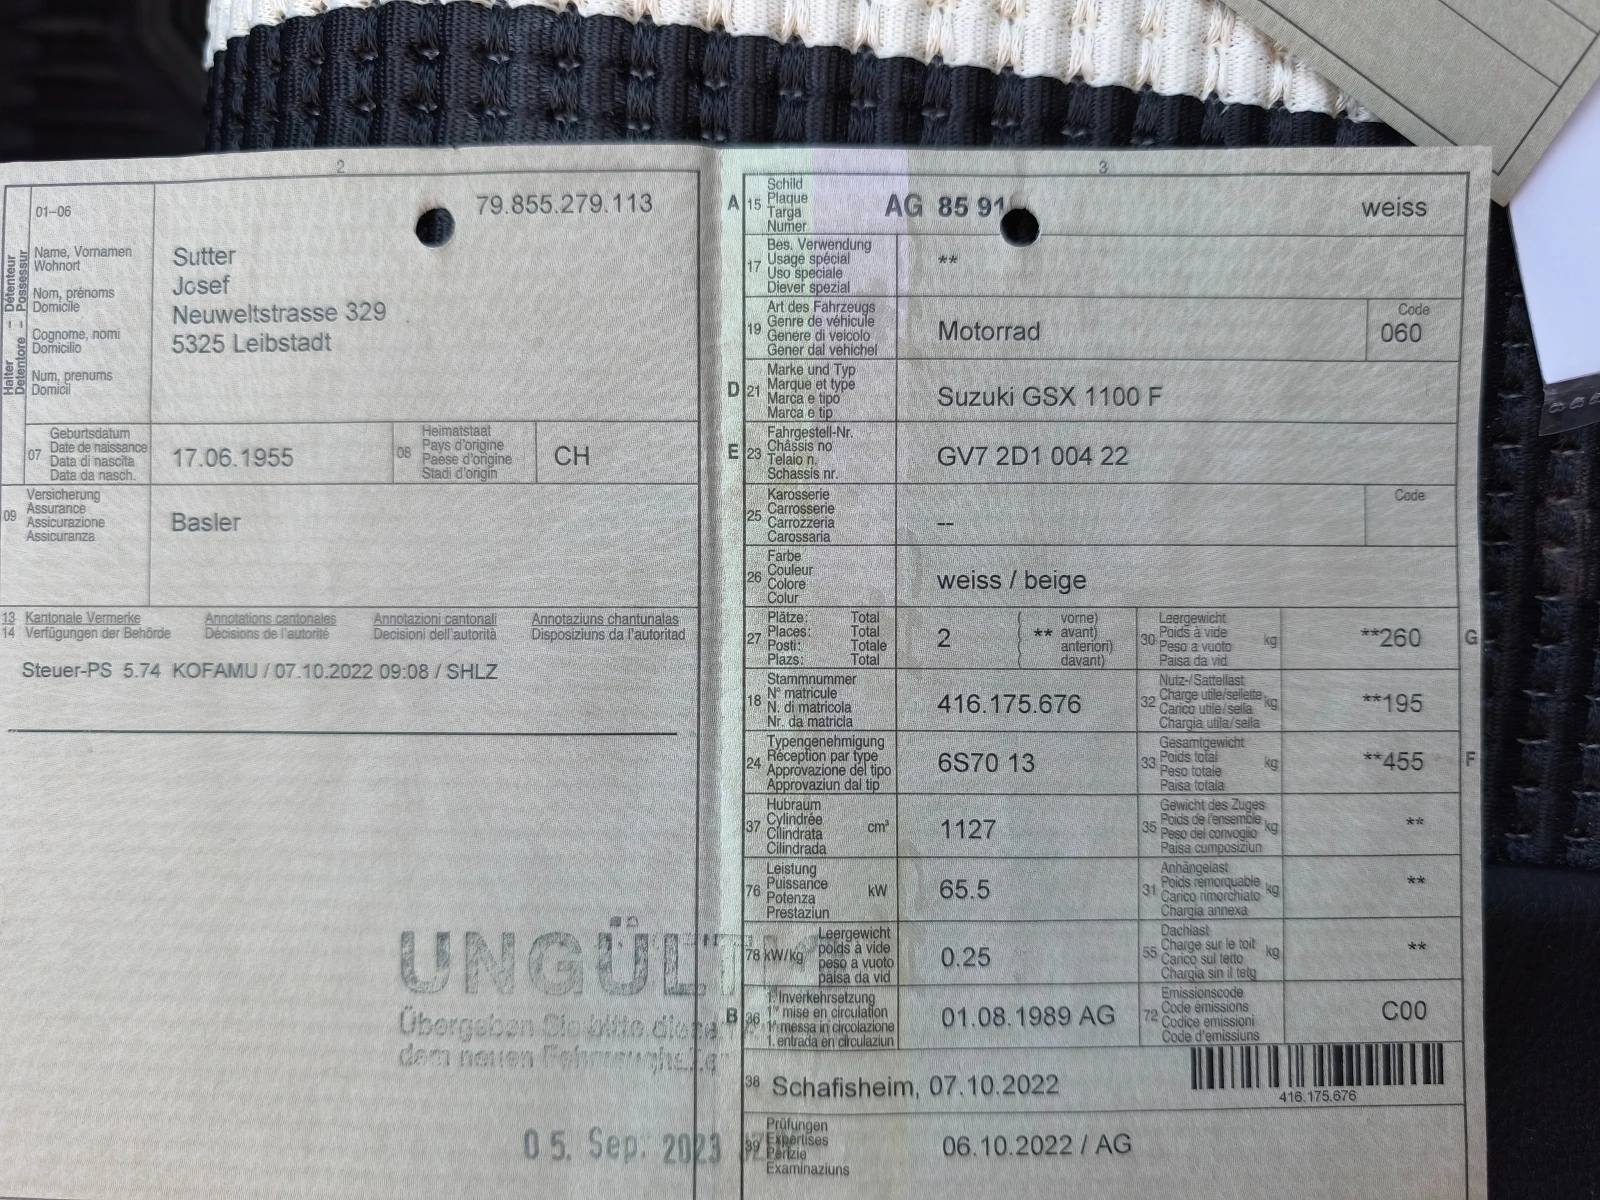 2
01–06
79.855.279.113
Halter – Détenteur
Detentore – Possessur
Name, Vornamen
Wohnort
Nom, prénoms
Domicile
Cognome, nomi
Domicilio
Num, prenums
Domicil
Sutter
Josef
Neuweltstrasse 329
5325 Leibstadt
07
Geburtsdatum
Date de naissance
Data di nascita
Data da nasch.
17.06.1955
08
Heimatstaat
Pays d'origine
Paese d'origine
Stadi d'origin
CH
09
Versicherung
Assurance
Assicurazione
Assicuranza
Basler
13 Kantonale Vermerke Annotations cantonales Annotazioni cantonali Annotaziuns chantunalas
14 Verfügungen der Behörde Décisions de l'autorité Decisioni dell'autorità Disposiziuns da l'autoritad
Steuer-PS 5.74 KOFAMU / 07.10.2022 09:08 / SHLZ
Übergeben Sie bitte
dem neuen
05. Sep. 2023
3
A 15
Schild
Plaque
Targa
Numer
AG 85 91
weiss
17
Bes. Verwendung
Usage spécial
Uso speciale
Diever spezial
**
19
Art des Fahrzeugs
Genre de véhicule
Genere di veicolo
Gener dal vehichel
Motorrad
Code
060
D 21
Marke und Typ
Marque et type
Marca e tipo
Marca e tip
Suzuki GSX 1100 F
E 23
Fahrgestell-Nr.
Châssis no
Telaio n.
Schassis nr.
GV7 2D1 004 22
25
Karosserie
Carrosserie
Carrozzeria
Carossaria
--
Code
26
Farbe
Couleur
Colore
Colur
weiss / beige
27
Plätze: Total
Places: Total
Posti: Totale
Plazs: Total
2
( ** vorne)
avant)
anteriori)
davant)
30
Leergewicht
Poids à vide
Peso a vuoto
Paisa da vid
kg
**260
G
18
Stammnummer
N° matricule
N. di matricola
Nr. da matricla
416.175.676
32
Nutz-/Sattellast
Charge utile/sellette
Carico utile/sella
Chargia utila/sella
kg
**195
24
Typengenehmigung
Réception par type
Approvazione del tipo
Approvaziun dal tip
6S70 13
33
Gesamtgewicht
Poids total
Peso totale
Paisa totala
kg
**455
F
37
Hubraum
Cylindrée
Cilindrata
Cilindrada
cm³
1127
35
Gewicht des Zuges
Poids de l'ensemble
Peso del convoglio
Paisa cumposiziun
kg
**
76
Leistung
Puissance
Potenza
Prestaziun
kW
65.5
31
Anhängelast
Poids remorquable
Carico rimorchiato
Chargia annexa
kg
**
78 kW/kg
Leergewicht
poids à vide
peso a vuoto
paisa da vid
0.25
55
Dachlast
Charge sur le toit
Carico sul tetto
Chargia sin il tetg
kg
**
B 36
1. Inverkehrsetzung
1re mise en circulation
1a messa in circolazione
1. entrada en circulaziun
01.08.1989 AG
72
Emissionscode
Code émissions
Codice emissioni
Code d'emissiuns
C00
38
Schafisheim, 07.10.2022
416.175.676
39
Prüfungen
Expertises
Perizie
Examinaziuns
06.10.2022 / AG